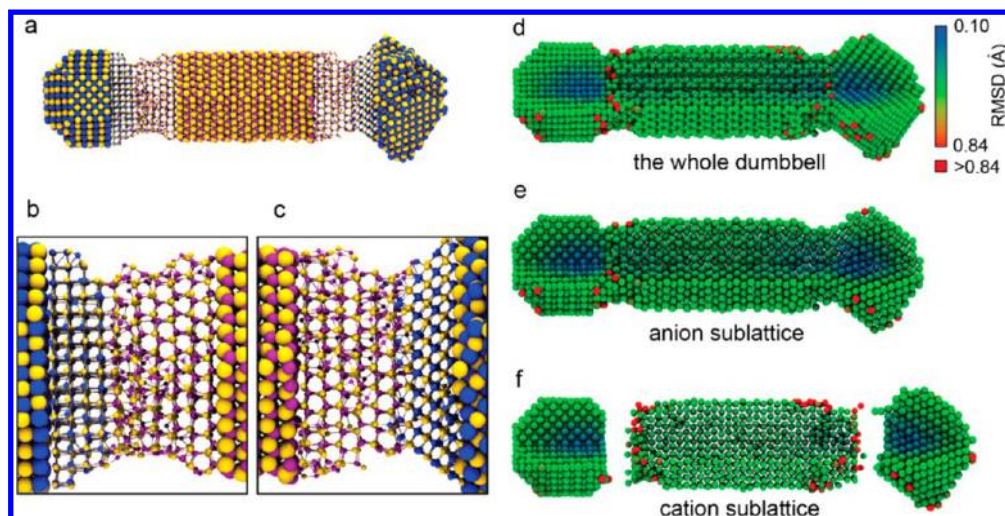 a
b
c
d
0.10
RMSD (Å)
0.84
>0.84
the whole dumbbell
e
anion sublattice
f
cation sublattice